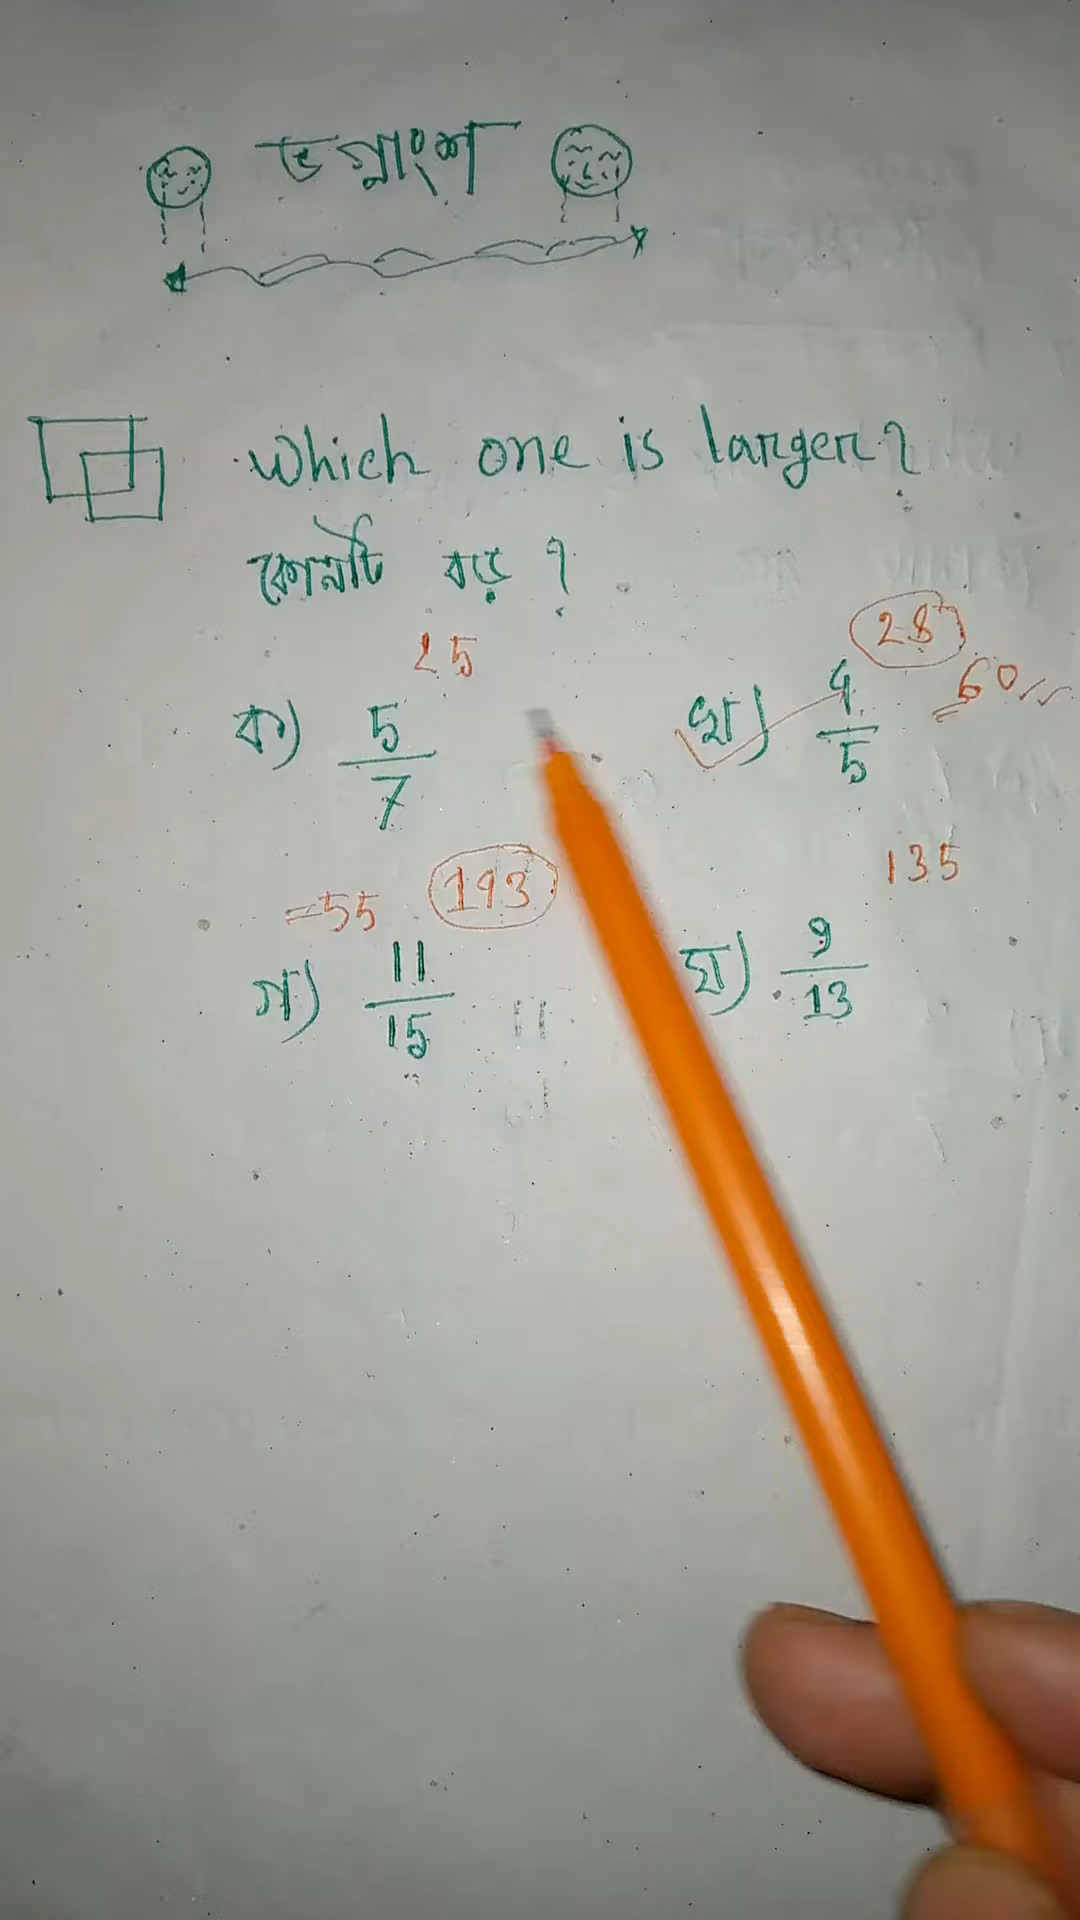 ভগ্নাংশ
Which one is larger?
কোনটি বড় ?
25 28
ক) 5/7 খ) 4/5 60
=55 143 135
গ) 11/15 ঘ) 9/13